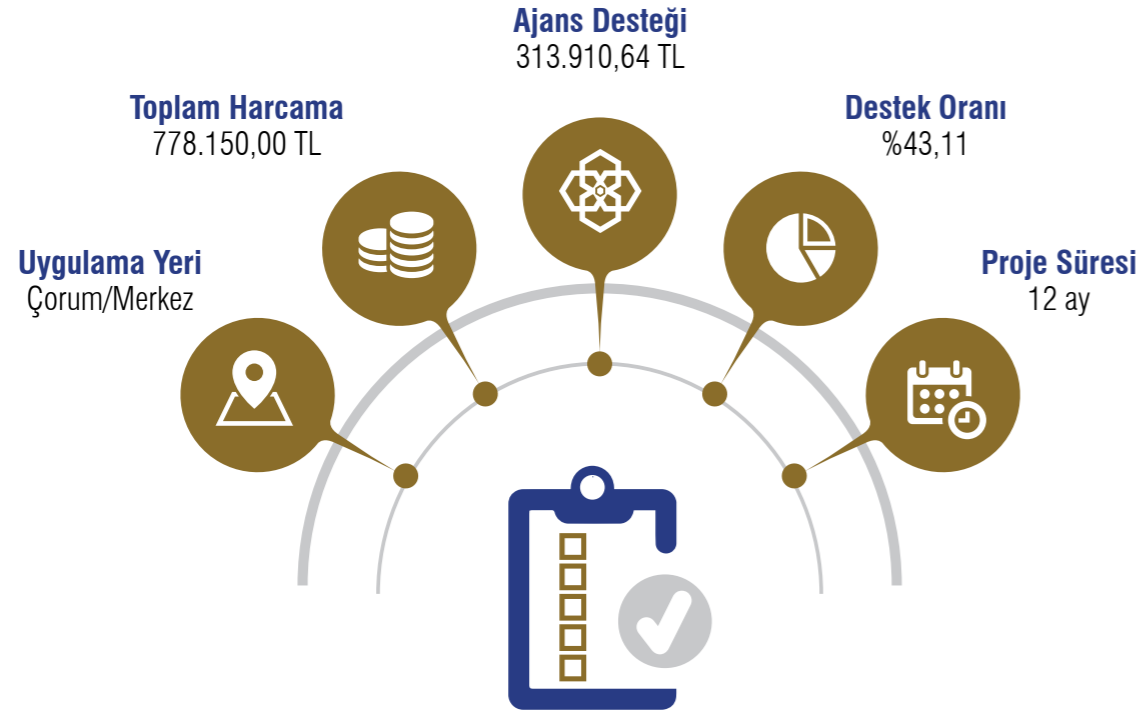 Ajans Desteği
313.910,64 TL
Toplam Harcama
778.150,00 TL
Destek Oranı
%43,11
Uygulama Yeri
Çorum/Merkez
Proje Süresi
12 ay